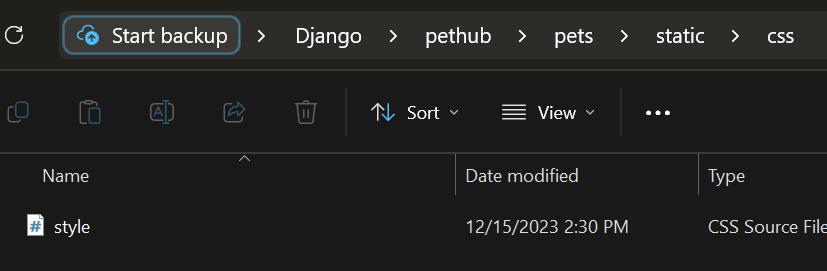 Start backup > Django > pethub > pets > static > css
Sort View
Name Date modified Type
style 12/15/2023 2:30 PM CSS Source File